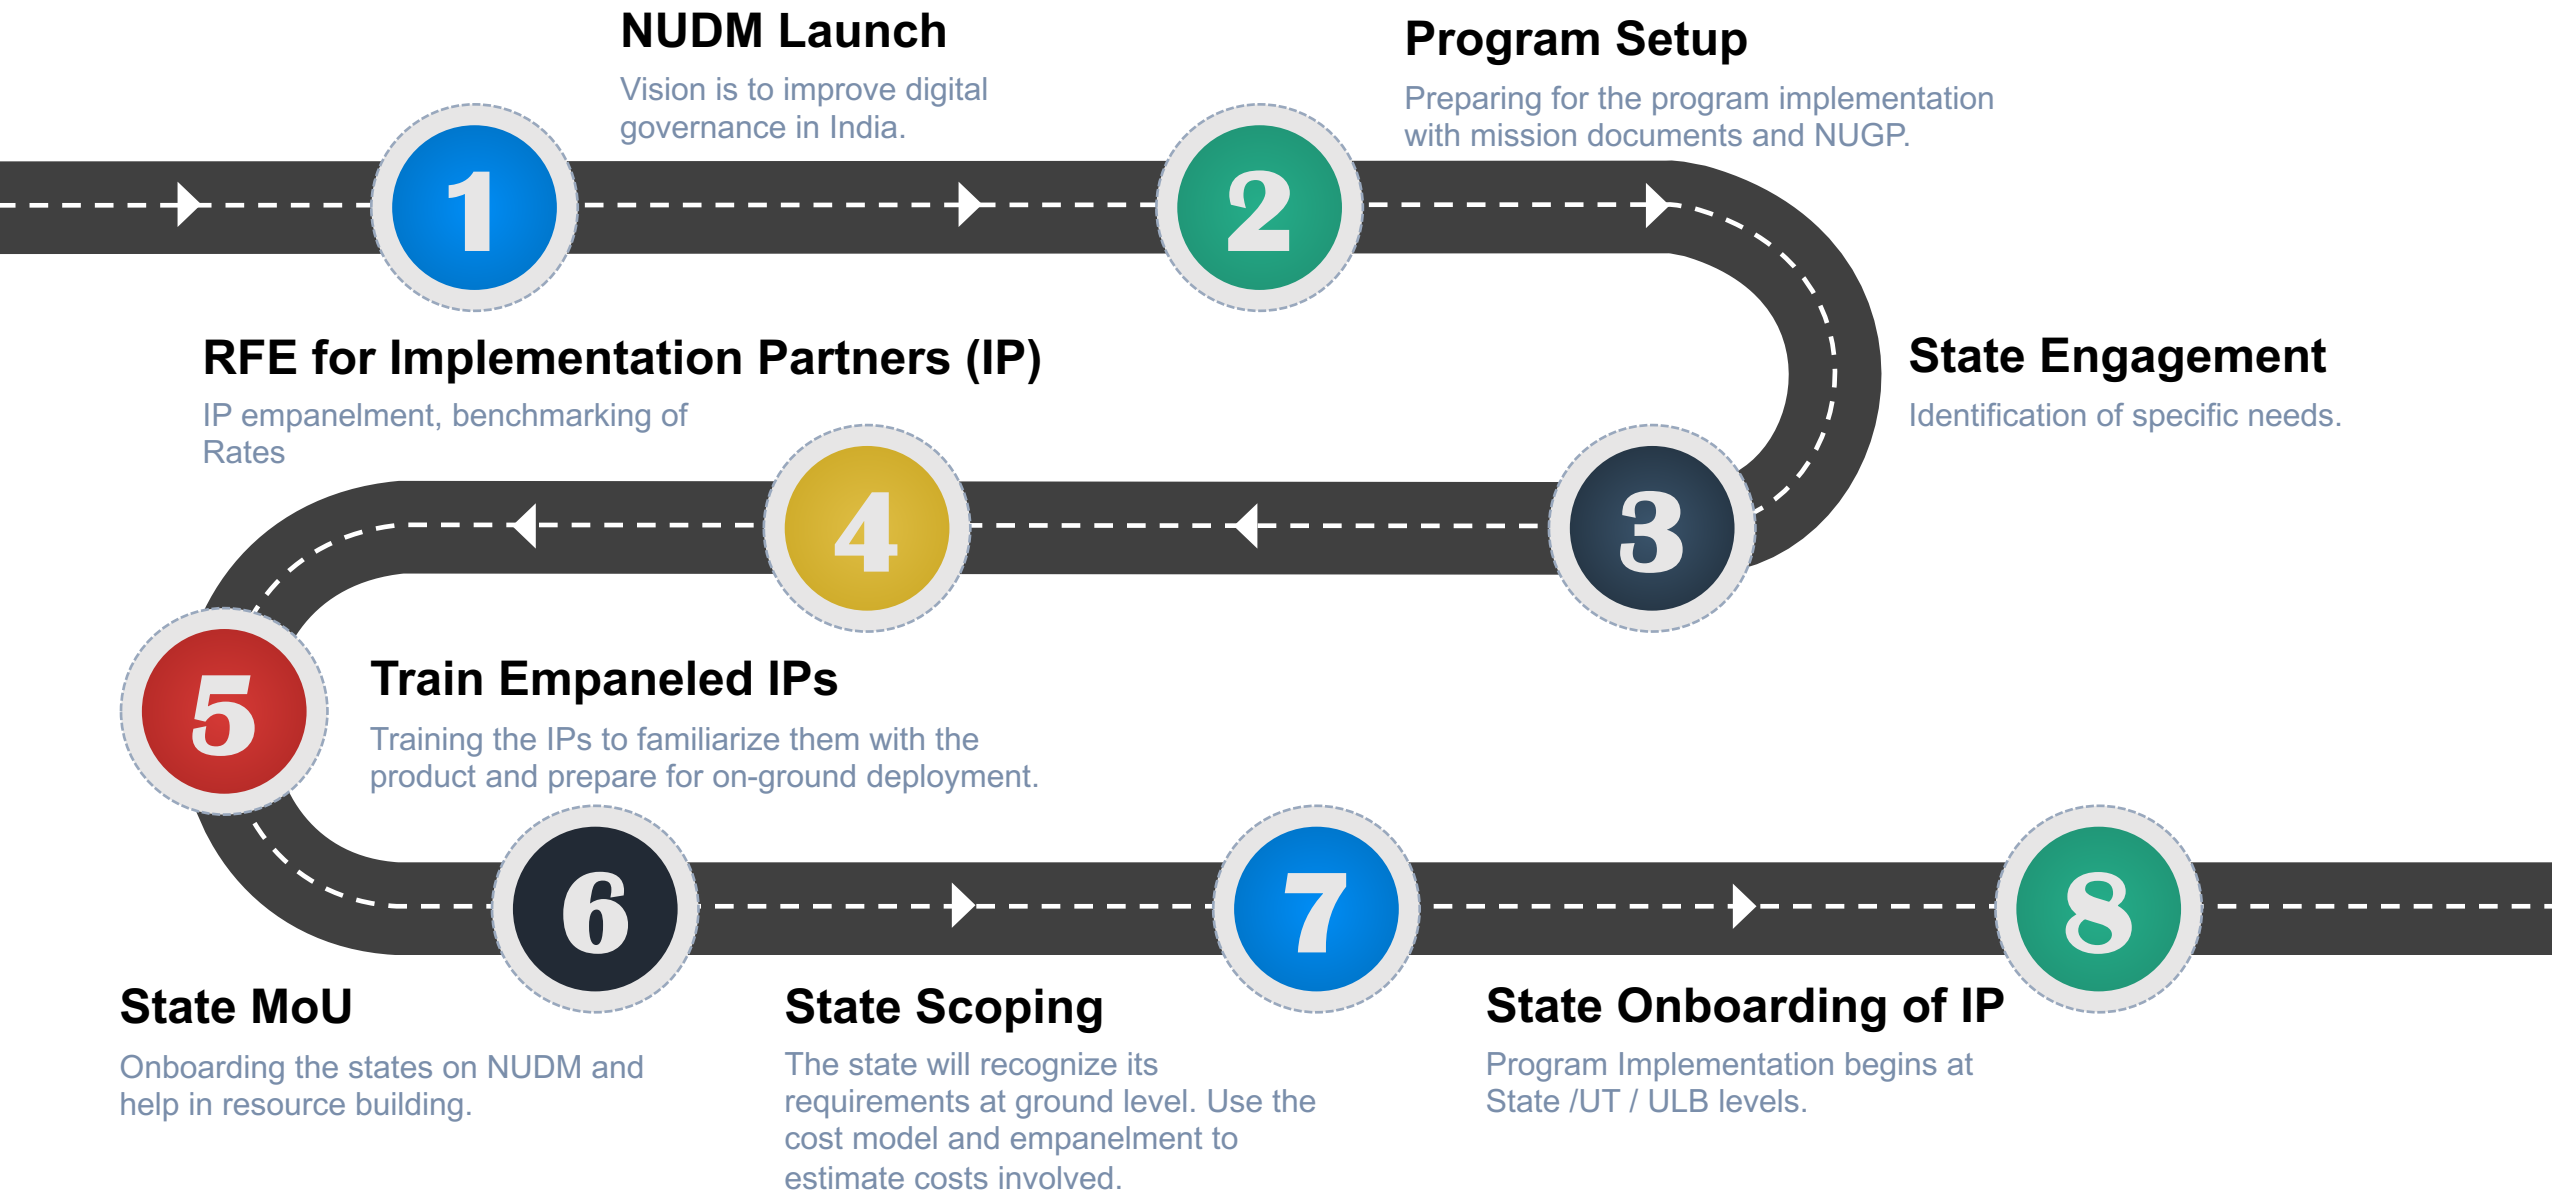 NUDM Launch
Vision is to improve digital
governance in India.
1
Program Setup
Preparing for the program implementation
with mission documents and NUGP.
2
State Engagement
Identification of specific needs.
3
RFE for Implementation Partners (IP)
IP empanelment, benchmarking of
Rates
4
Train Empaneled IPs
Training the IPs to familiarize them with the
product and prepare for on-ground deployment.
5
6
State MoU
Onboarding the states on NUDM and
help in resource building.
7
State Scoping
The state will recognize its
requirements at ground level. Use the
cost model and empanelment to
estimate costs involved.
8
State Onboarding of IP
Program Implementation begins at
State /UT / ULB levels.